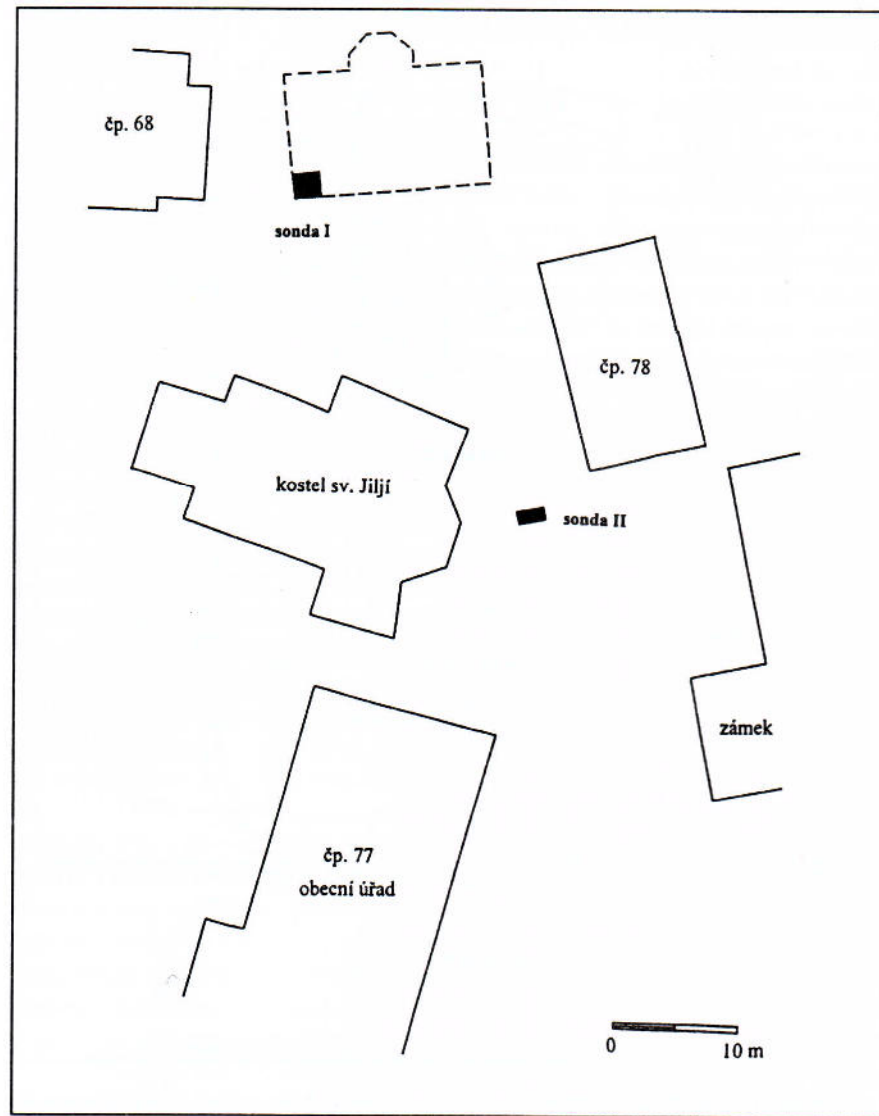 čp. 68
sonda I
čp. 78
kostel sv. Jiljí
sonda II
zámek
čp. 77
obecní úřad
0
10 m